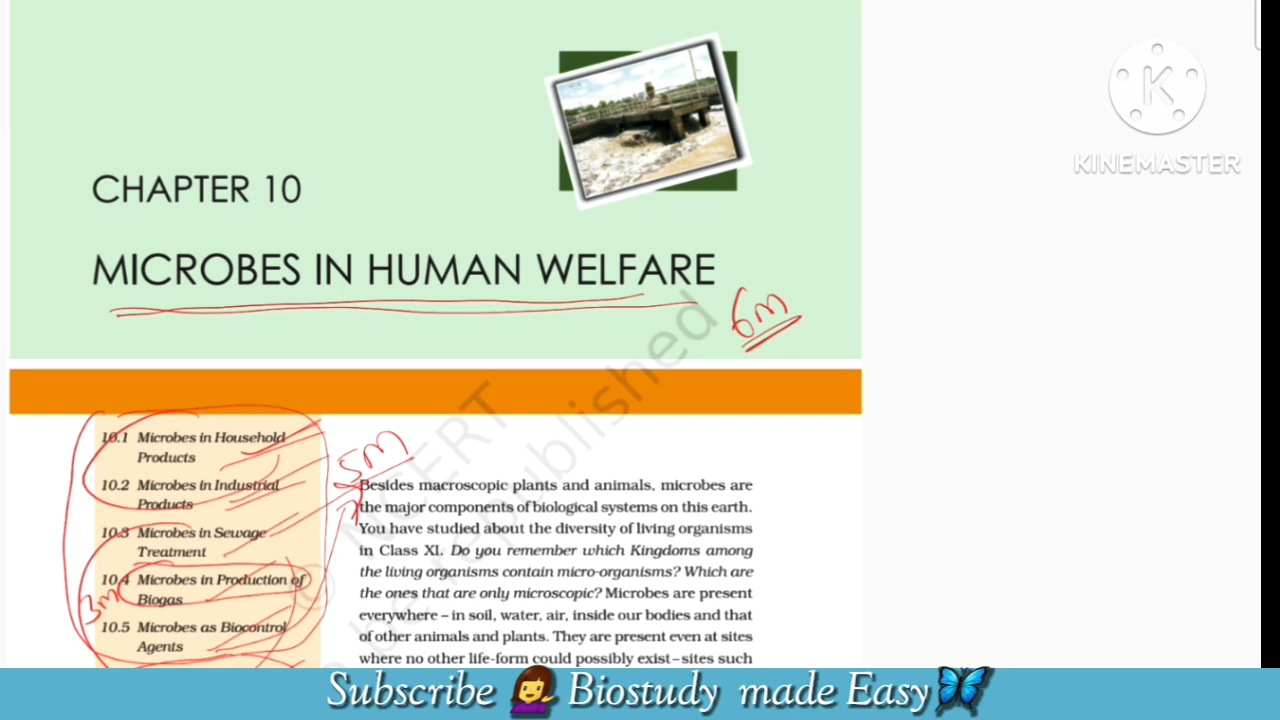 KINEMASTER
CHAPTER 10
MICROBES IN HUMAN WELFARE
6m
10.1 Microbes in Household
Products
10.2 Microbes in Industrial
Products
10.3 Microbes in Sewage
Treatment
10.4 Microbes in Production of
Biogas
10.5 Microbes as Biocontrol
Agents
3m
5m
© NCERT
be republished
Besides macroscopic plants and animals, microbes are
the major components of biological systems on this earth.
You have studied about the diversity of living organisms
in Class XI. Do you remember which Kingdoms among
the living organisms contain micro-organisms? Which are
the ones that are only microscopic? Microbes are present
everywhere – in soil, water, air, inside our bodies and that
of other animals and plants. They are present even at sites
where no other life-form could possibly exist–sites such
Subscribe 💁‍♀️ Biostudy made Easy🦋